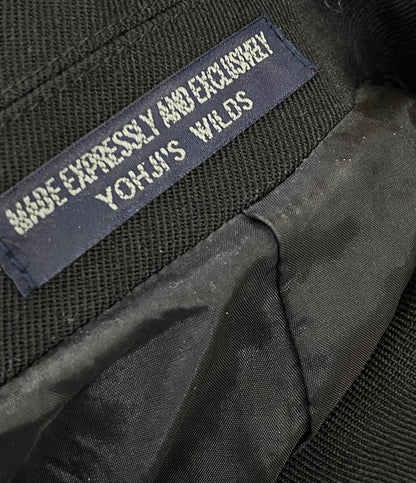 MADE EXPRESSLY AND EXCLUSIVELY
YOHJI'S WILDS